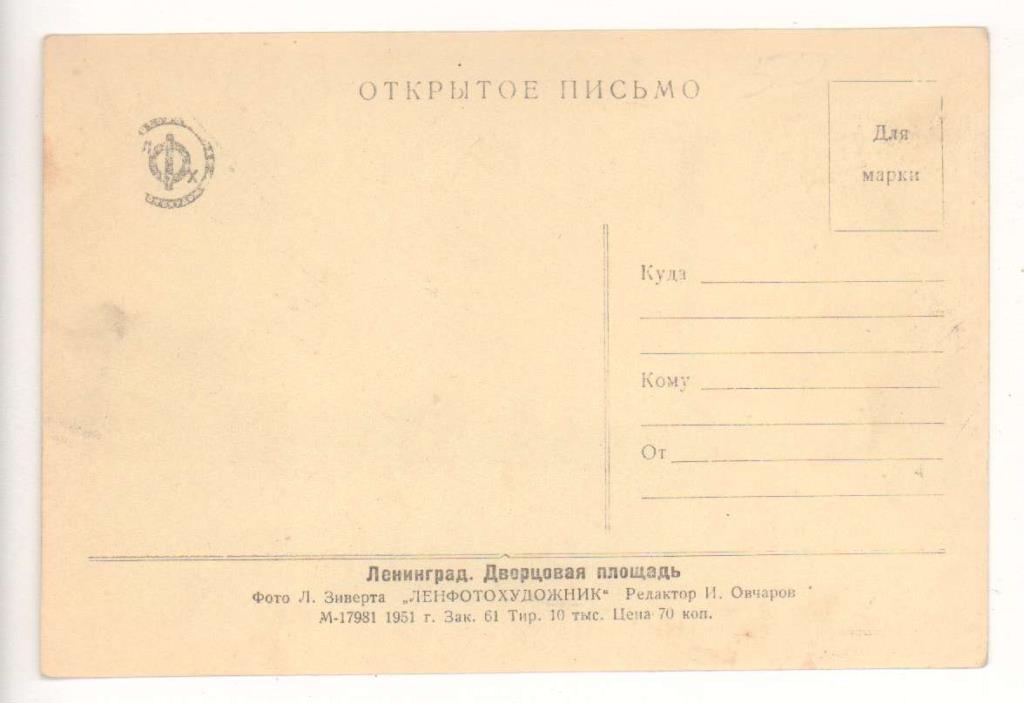 ОТКРЫТОЕ ПИСЬМО
Л Ф Х
Для
марки
Куда
Кому
От
Ленинград. Дворцовая площадь
Фото Л. Зиверта „ЛЕНФОТОХУДОЖНИК“ Редактор И. Овчаров
М-17981 1951 г. Зак. 61 Тир. 10 тыс. Цена 70 коп.